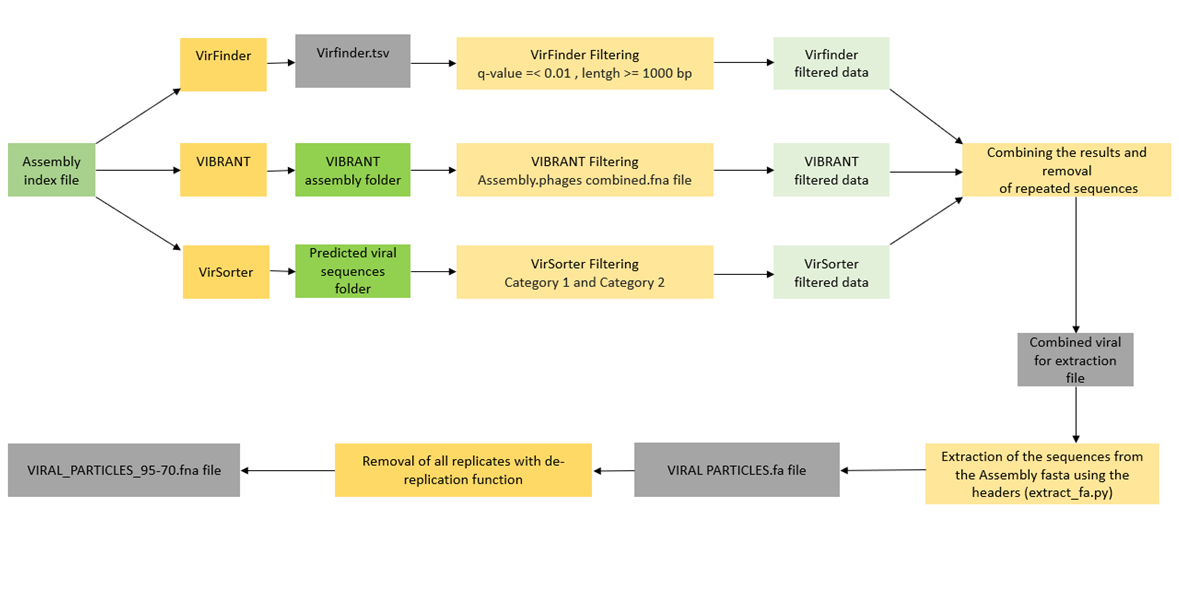 VirFinder
Virfinder.tsv
VirFinder Filtering
q-value =< 0.01 , lentgh >= 1000 bp
Virfinder
filtered data
Assembly
index file
VIBRANT
VIBRANT
assembly folder
VIBRANT Filtering
Assembly.phages combined.fna file
VIBRANT
filtered data
Combining the results and
removal
of repeated sequences
VirSorter
Predicted viral
sequences
folder
VirSorter Filtering
Category 1 and Category 2
VirSorter
filtered data
Combined viral
for extraction
file
Extraction of the sequences from
the Assembly fasta using the
headers (extract_fa.py)
VIRAL PARTICLES.fa file
Removal of all replicates with de-
replication function
VIRAL_PARTICLES_95-70.fna file